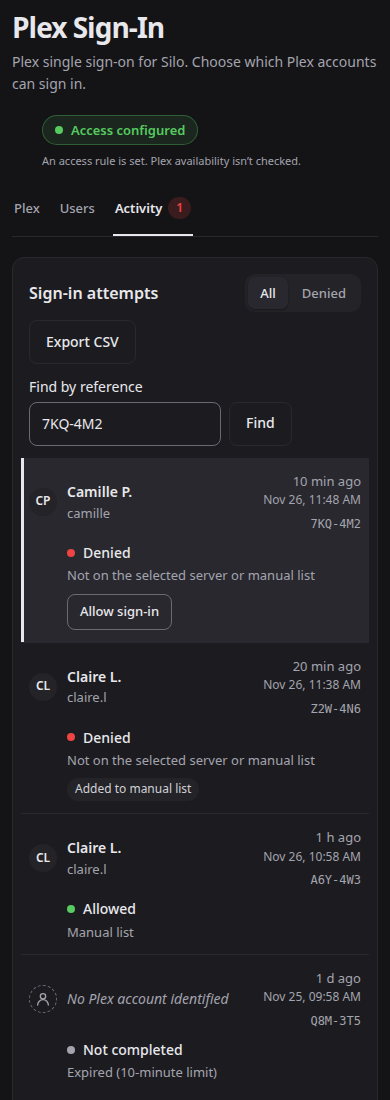 Plex Sign-In
Plex single sign-on for Silo. Choose which Plex accounts
can sign in.
Access configured
An access rule is set. Plex availability isn’t checked.
Plex Users Activity 1
Sign-in attempts All Denied
Export CSV
Find by reference
7KQ-4M2 Find
CP Camille P. 10 min ago
camille Nov 26, 11:48 AM
7KQ-4M2
Denied
Not on the selected server or manual list
Allow sign-in
CL Claire L. 20 min ago
claire.l Nov 26, 11:38 AM
Z2W-4N6
Denied
Not on the selected server or manual list
Added to manual list
CL Claire L. 1 h ago
claire.l Nov 26, 10:58 AM
A6Y-4W3
Allowed
Manual list
No Plex account Identified 1 d ago
Nov 25, 09:58 AM
Q8M-3T5
Not completed
Expired (10-minute limit)